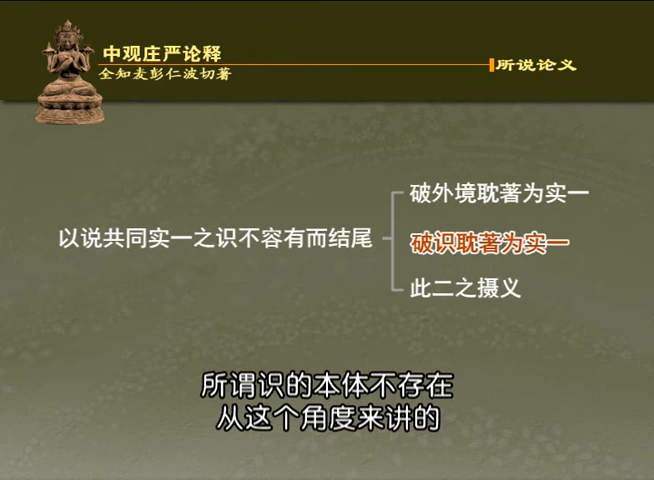 中观庄严论释
全知麦彭仁波切著
所说论义
破外境耽著为实一
以说共同实一之识不容有而结尾
破识耽著为实一
此二之摄义
所谓识的本体不存在
从这个角度来讲的